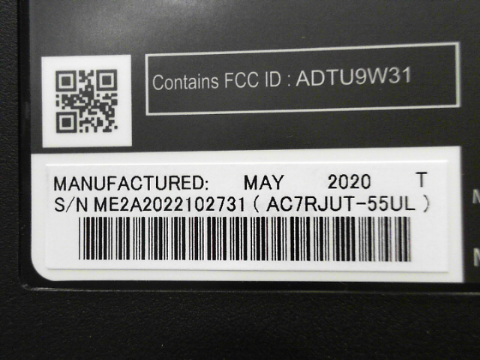 Contains FCC ID : ADTU9W31
MANUFACTURED: MAY 2020 T
S/N ME2A2022102731 ( AC7RJUT-55UL )